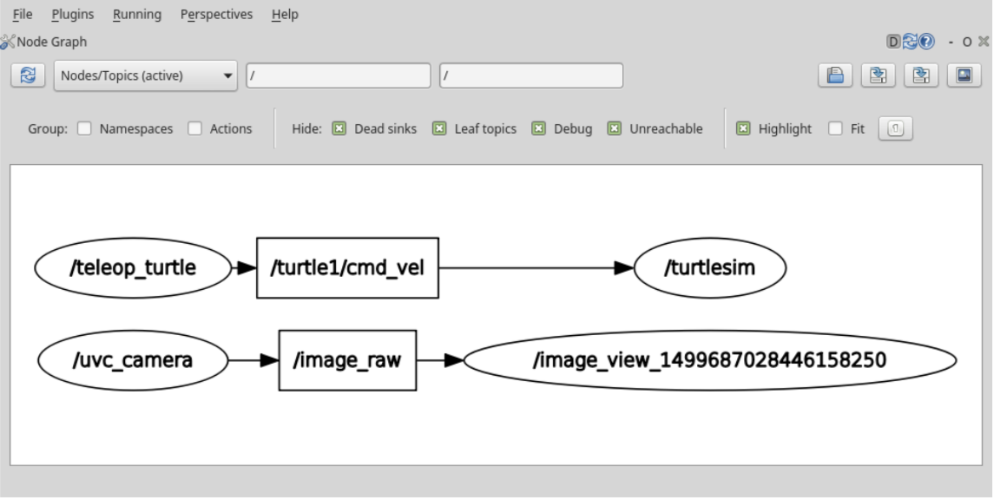 File Plugins Running Perspectives Help
Node Graph D - O
Nodes/Topics (active) / /
Group: Namespaces Actions Hide: Dead sinks Leaf topics Debug Unreachable Highlight Fit
/teleop_turtle /turtle1/cmd_vel /turtlesim
/uvc_camera /image_raw /image_view_1499687028446158250